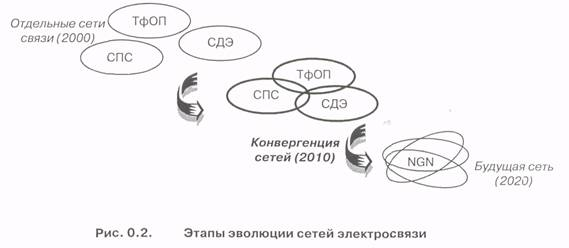 Отдельные сети
связи (2000)
ТфОП
СДЭ
СПС
ТфОП
СПС
СДЭ
Конвергенция
сетей (2010)
NGN
Будущая сеть
(2020)
Рис. 0.2. Этапы эволюции сетей электросвязи